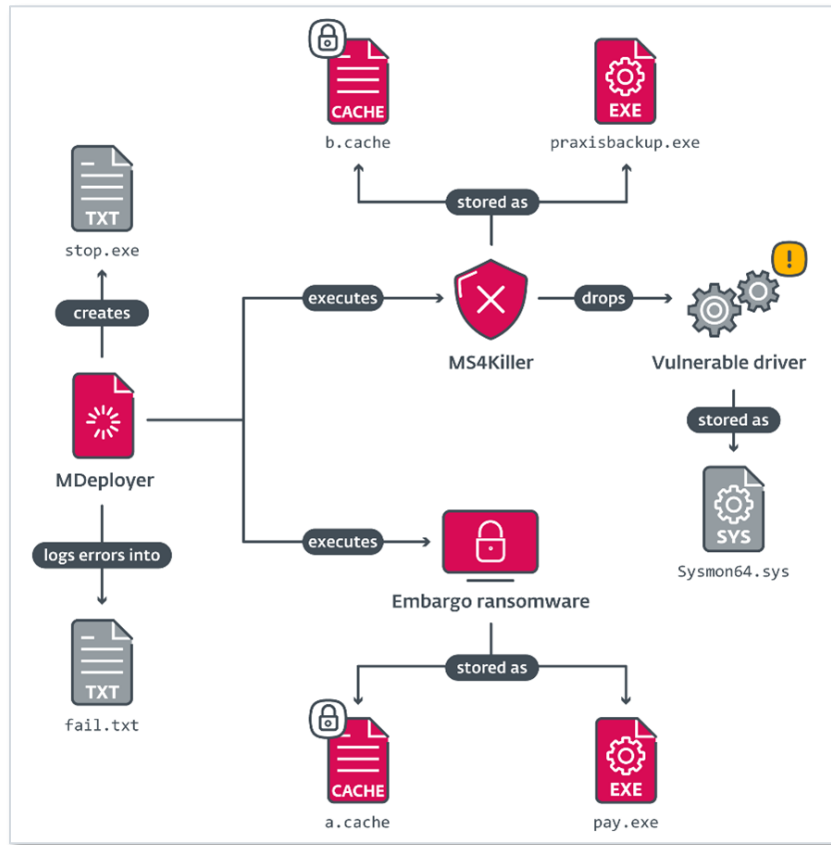 CACHE
b.cache
EXE
praxisbackup.exe
TXT
stop.exe
stored as
creates
executes
drops
!
MS4Killer
Vulnerable driver
stored as
MDeployer
SYS
Sysmon64.sys
logs errors into
executes
Embargo ransomware
TXT
fail.txt
stored as
CACHE
a.cache
EXE
pay.exe